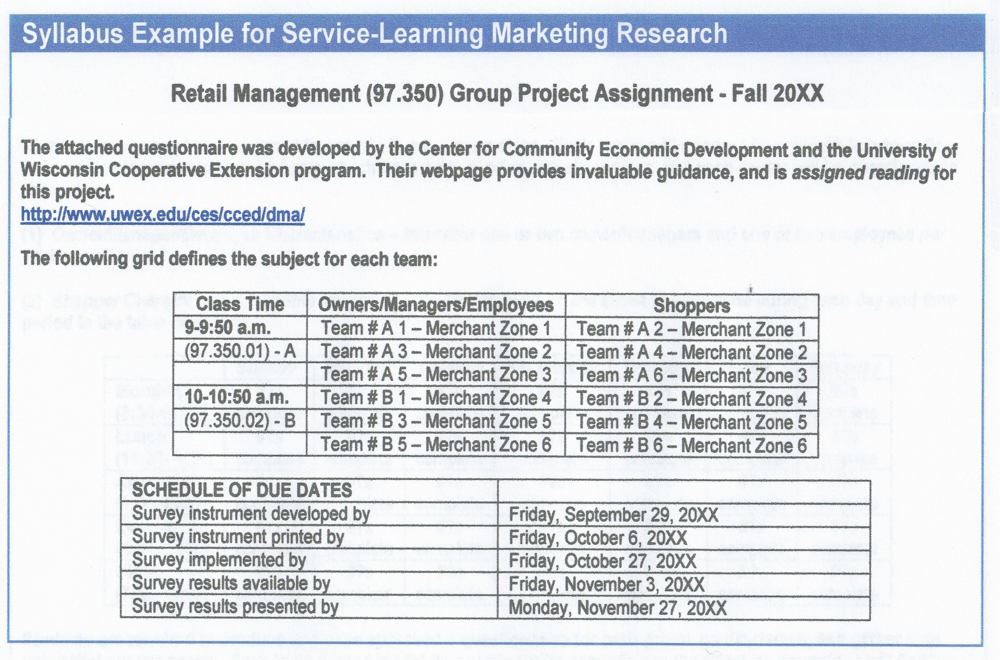 Syllabus Example for Service-Learning Marketing Research
Retail Management (97.350) Group Project Assignment - Fall 20XX
The attached questionnaire was developed by the Center for Community Economic Development and the University of
Wisconsin Cooperative Extension program. Their webpage provides invaluable guidance, and is assigned reading for
this project.
http://www.uwex.edu/ces/cced/dma/
The following grid defines the subject for each team:
Class Time Owners/Managers/Employees Shoppers
9-9:50 a.m. Team # A 1 – Merchant Zone 1 Team # A 2 – Merchant Zone 1
(97.350.01) - A Team # A 3 – Merchant Zone 2 Team # A 4 – Merchant Zone 2
Team # A 5 – Merchant Zone 3 Team # A 6 – Merchant Zone 3
10-10:50 a.m. Team # B 1 – Merchant Zone 4 Team # B 2 – Merchant Zone 4
(97.350.02) - B Team # B 3 – Merchant Zone 5 Team # B 4 – Merchant Zone 5
Team # B 5 – Merchant Zone 6 Team # B 6 – Merchant Zone 6
SCHEDULE OF DUE DATES
Survey instrument developed by Friday, September 29, 20XX
Survey instrument printed by Friday, October 6, 20XX
Survey implemented by Friday, October 27, 20XX
Survey results available by Friday, November 3, 20XX
Survey results presented by Monday, November 27, 20XX